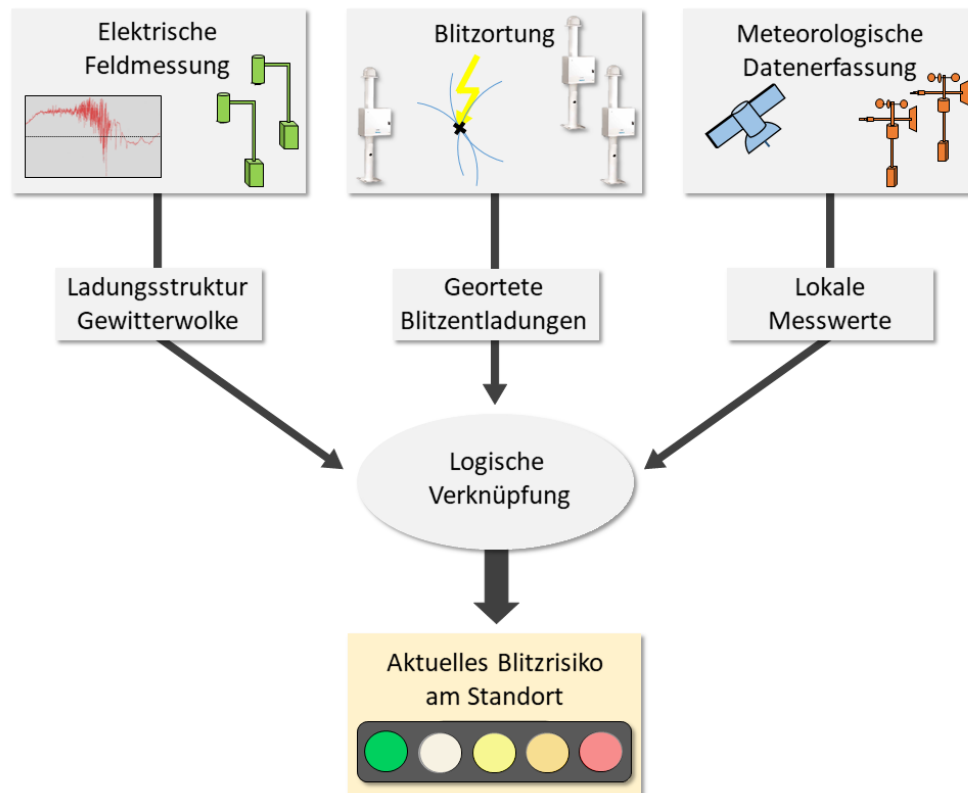 Elektrische
Feldmessung
Blitzortung
Meteorologische
Datenerfassung
Ladungsstruktur
Gewitterwolke
Geortete
Blitzentladungen
Lokale
Messwerte
Logische
Verknüpfung
Aktuelles Blitzrisiko
am Standort